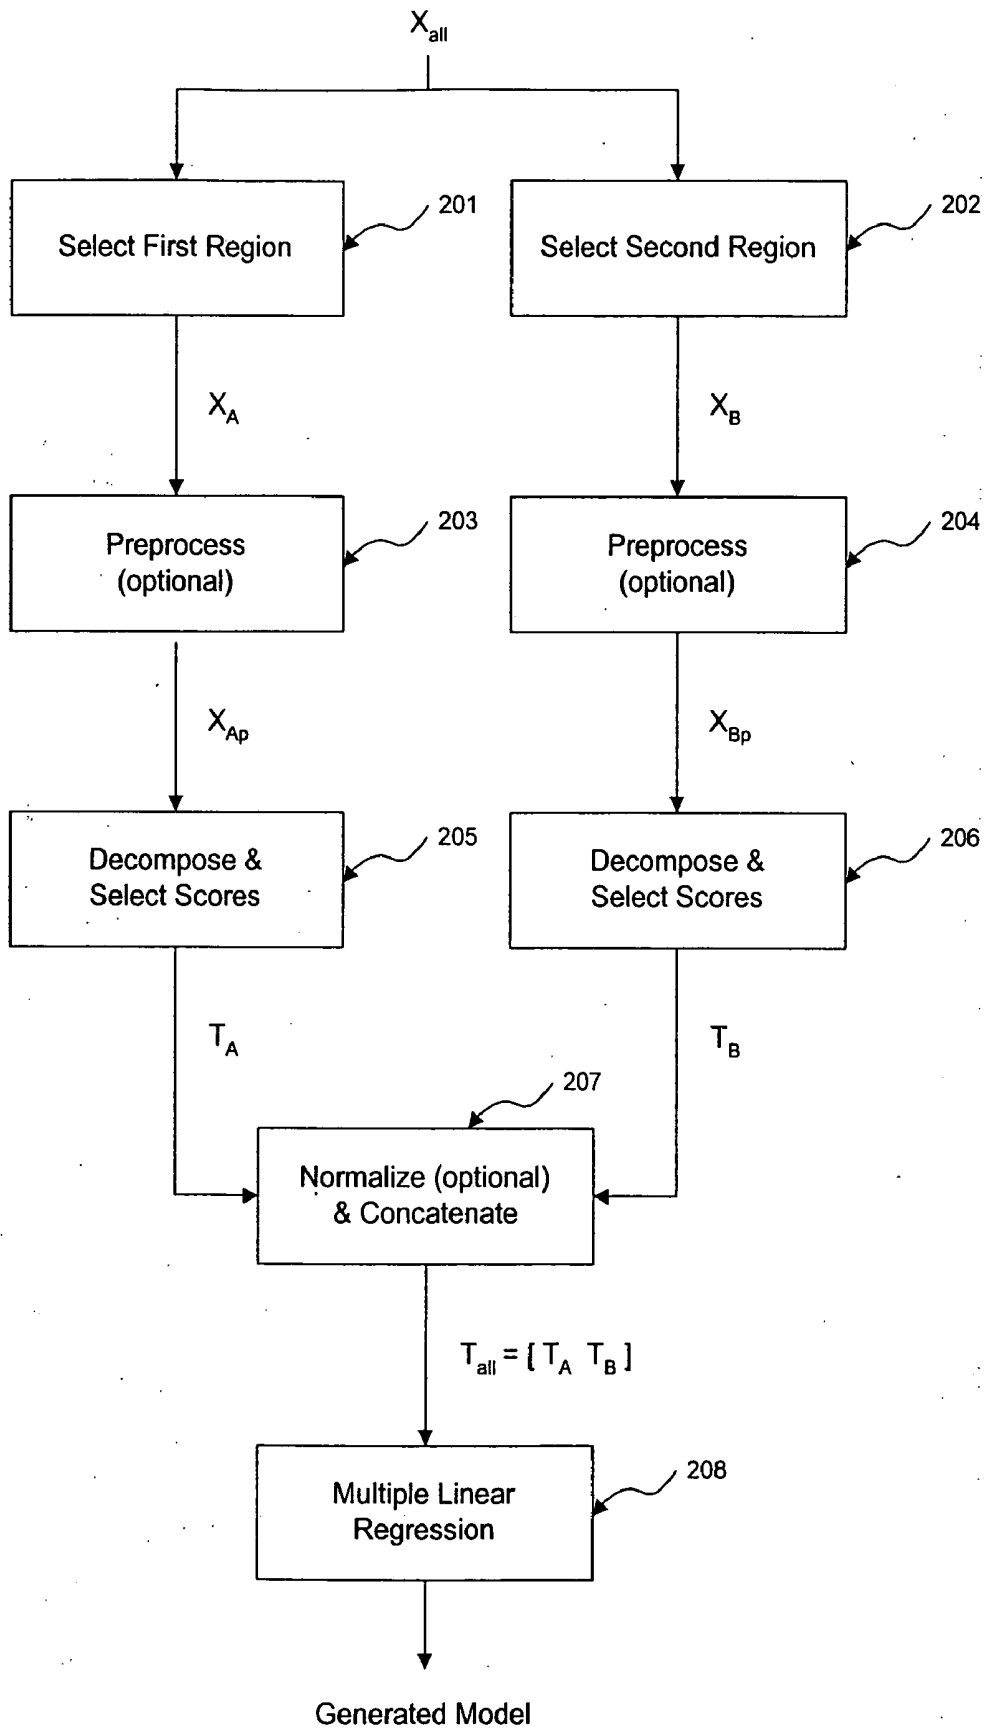 X_all
201
202
Select First Region
Select Second Region
X_A
X_B
203
204
Preprocess
(optional)
Preprocess
(optional)
X_Ap
X_Bp
205
206
Decompose &
Select Scores
Decompose &
Select Scores
T_A
T_B
207
Normalize (optional)
& Concatenate
T_all = [ T_A T_B ]
208
Multiple Linear
Regression
Generated Model